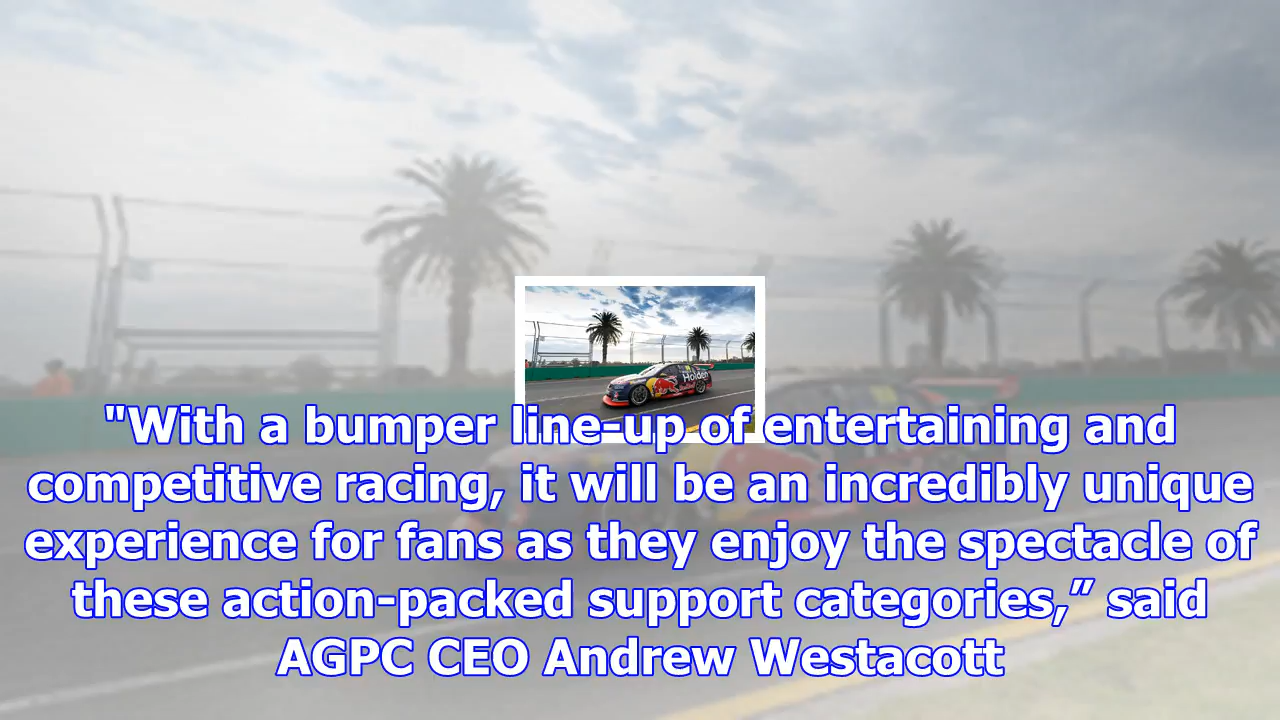 Holden
"With a bumper line-up of entertaining and
competitive racing, it will be an incredibly unique
experience for fans as they enjoy the spectacle of
these action-packed support categories,” said
AGPC CEO Andrew Westacott